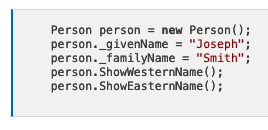 Person person = new Person();
person._givenName = "Joseph";
person._familyName = "Smith";
person.ShowWesternName();
person.ShowEasternName();